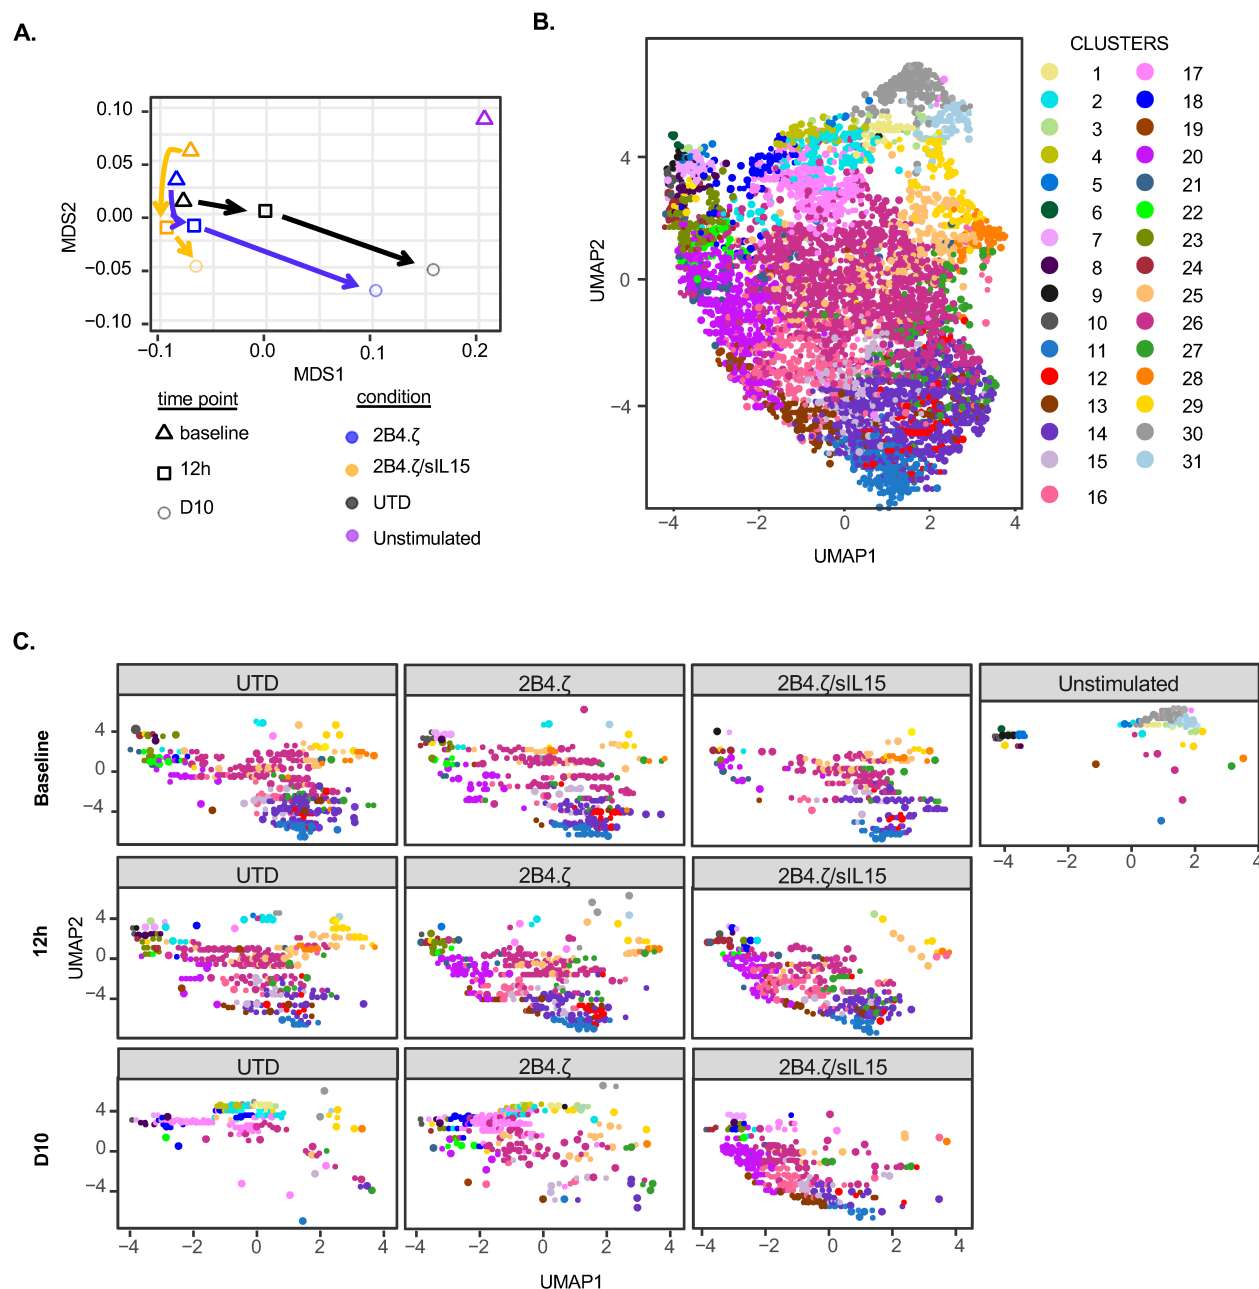 A.
B.
0.10
0.05
0.00
−0.05
−0.10
MDS2
−0.1
0.0
0.1
0.2
MDS1
time point
baseline
12h
D10
condition
2B4.ζ
2B4.ζ/sIL15
UTD
Unstimulated
4
0
−4
UMAP2
−4
−2
0
2
4
UMAP1
CLUSTERS
1 17
2 18
3 19
4 20
5 21
6 22
7 23
8 24
9 25
10 26
11 27
12 28
13 29
14 30
15 31
16
C.
UTD 2B4.ζ 2B4.ζ/sIL15 Unstimulated
Baseline
4
0
−4
−4 −2 0 2 4
UTD 2B4.ζ 2B4.ζ/sIL15
12h
UMAP2
4
0
−4
UTD 2B4.ζ 2B4.ζ/sIL15
D10
4
0
−4
−4 −2 0 2 4 −4 −2 0 2 4 −4 −2 0 2 4
UMAP1